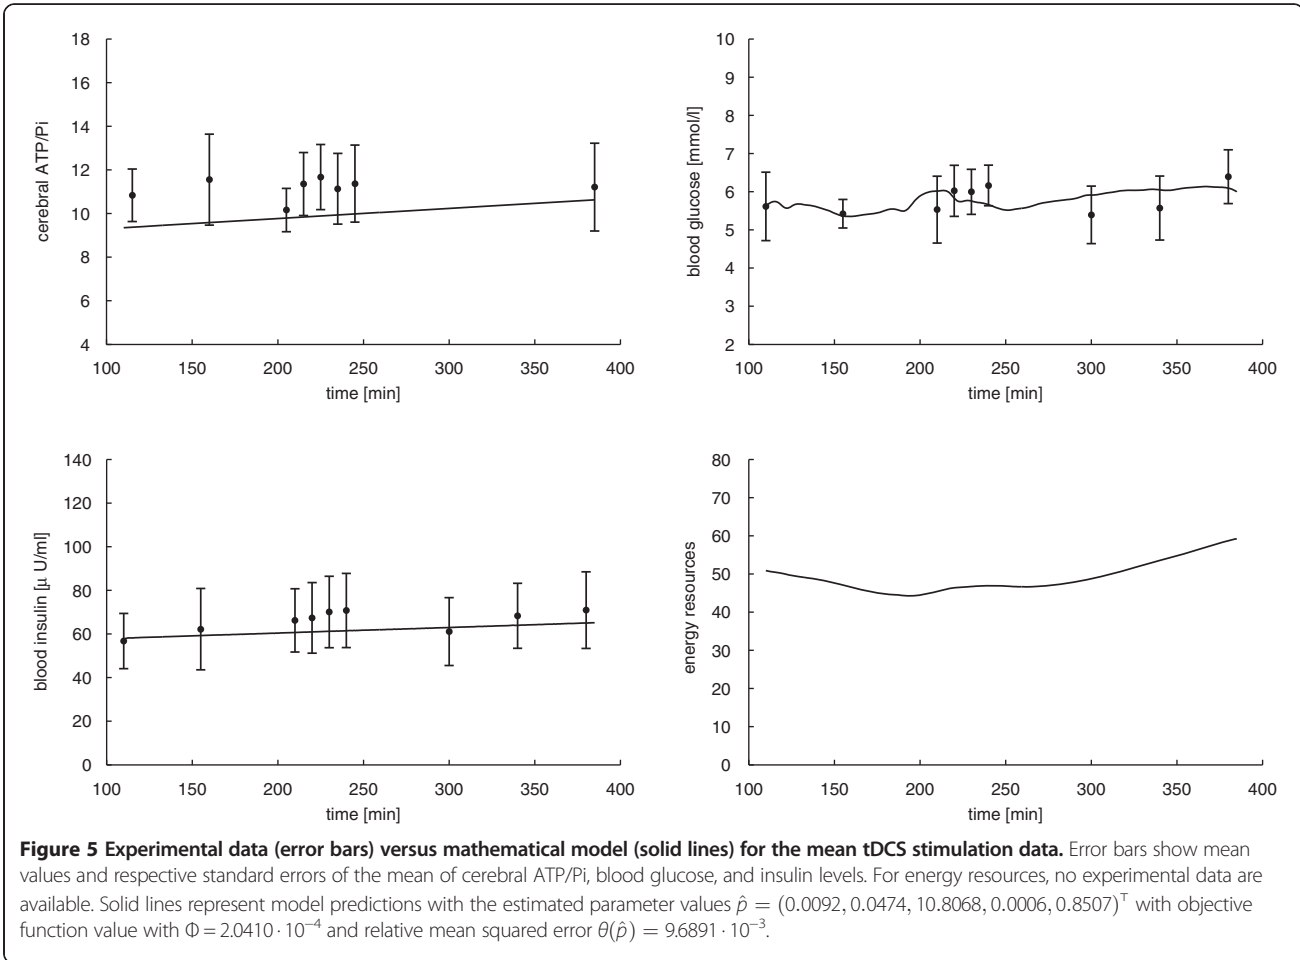 18
16
14
12
10
8
6
4
cerebral ATP/Pi
100 150 200 250 300 350 400
time [min]
10
9
8
7
6
5
4
3
2
blood glucose [mmol/l]
100 150 200 250 300 350 400
time [min]
140
120
100
80
60
40
20
0
blood insulin [μ U/ml]
100 150 200 250 300 350 400
time [min]
80
70
60
50
40
30
20
10
0
energy resources
100 150 200 250 300 350 400
time [min]
Figure 5 Experimental data (error bars) versus mathematical model (solid lines) for the mean tDCS stimulation data. Error bars show mean
values and respective standard errors of the mean of cerebral ATP/Pi, blood glucose, and insulin levels. For energy resources, no experimental data are
available. Solid lines represent model predictions with the estimated parameter values p̂ = (0.0092, 0.0474, 10.8068, 0.0006, 0.8507)ᵀ with objective
function value with Φ = 2.0410 · 10⁻⁴ and relative mean squared error θ(p̂) = 9.6891 · 10⁻³.